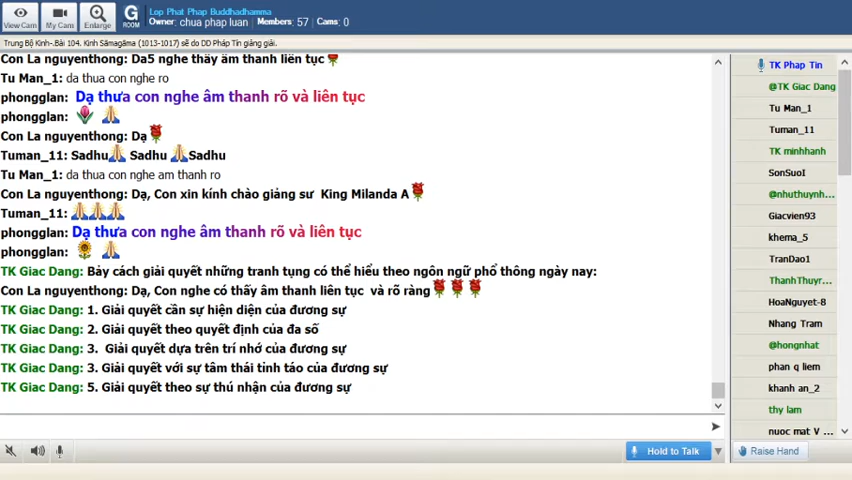 View Cam
My Cam
Enlarge
G
ROOM
Lop Phat Phap Buddhadhamma
Owner: chua phap luan Members: 57 Cams: 0
Trung Bộ Kinh-.Bài 104. Kinh Sāmagāma (1013-1017) sẽ do DD Pháp Tín giảng giải.
Con La nguyenthong: Da5 nghe thấy âm thanh liên tục
Tu Man_1: da thua con nghe ro
phongglan: Dạ thưa con nghe âm thanh rõ và liên tục
phongglan:
Con La nguyenthong: Dạ
Tuman_11: Sadhu Sadhu Sadhu
Tu Man_1: da thua con nghe am thanh ro
Con La nguyenthong: Dạ, Con xin kính chào giảng sư King Milanda A
Tuman_11:
phongglan: Dạ thưa con nghe âm thanh rõ và liên tục
phongglan:
TK Giac Dang: Bảy cách giải quyết những tranh tụng có thể hiểu theo ngôn ngữ phổ thông ngày nay:
Con La nguyenthong: Dạ, Con nghe có thấy âm thanh liên tục và rõ ràng
TK Giac Dang: 1. Giải quyết cần sự hiện diện của đương sự
TK Giac Dang: 2. Giải quyết theo quyết định của đa số
TK Giac Dang: 3. Giải quyết dựa trên trí nhớ của đương sự
TK Giac Dang: 3. Giải quyết với sự tâm thái tỉnh táo của đương sự
TK Giac Dang: 5. Giải quyết theo sự thú nhận của đương sự
Hold to Talk
TK Phap Tin
@TK Giac Dang
Tu Man_1
Tuman_11
TK minhhanh
SonSuoI
@nhuthuynh...
Giacvien93
khema_5
TranDao1
ThanhThuyr...
HoaNguyet-8
Nhang Tram
@hongnhat
phan q liem
khanh an_2
thy lam
nuoc mat V ...
Raise Hand